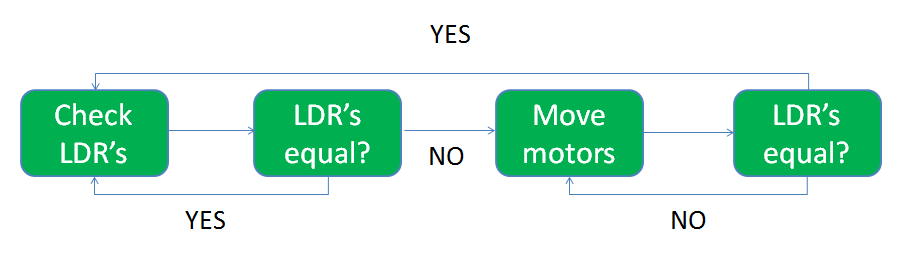 YES
Check
LDR's
LDR's
equal?
NO
Move
motors
LDR's
equal?
YES
NO